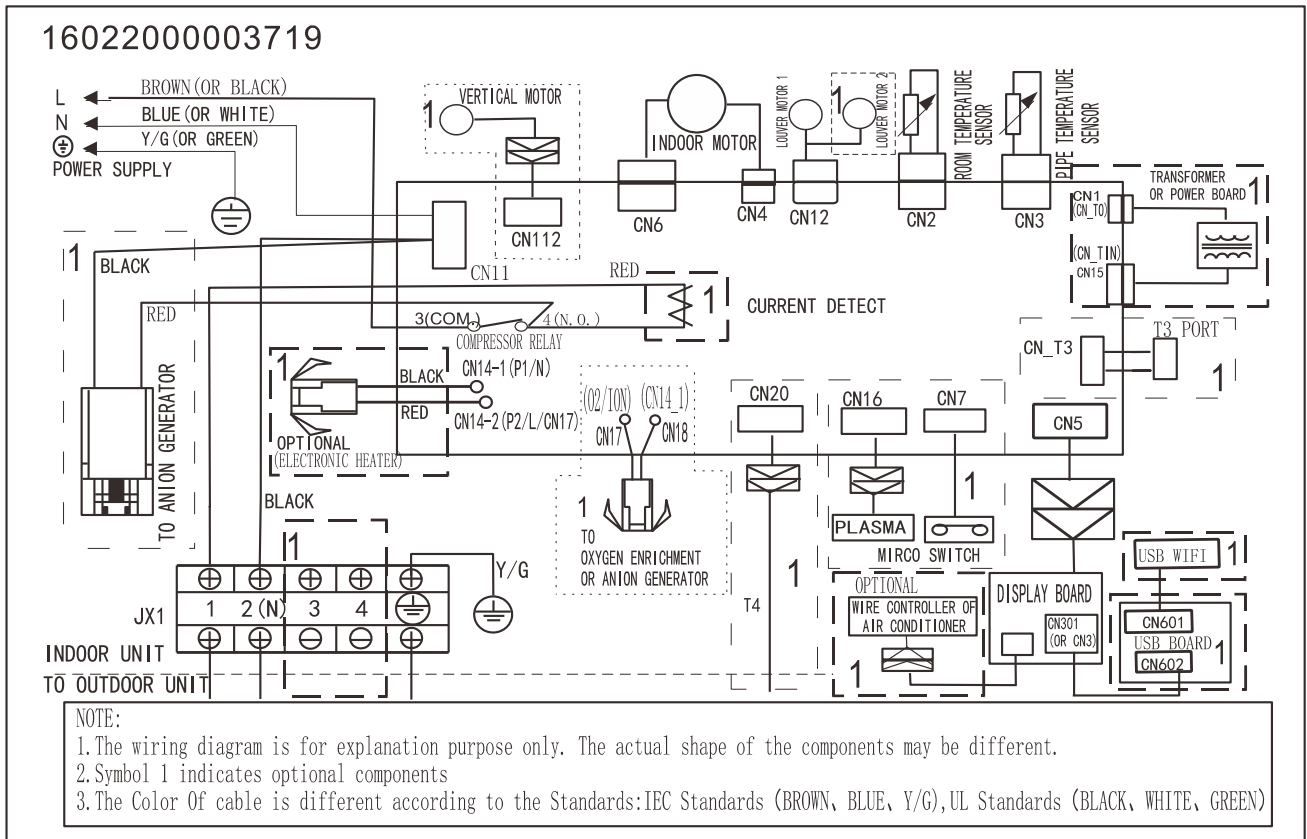 16022000003719
L
BROWN(OR BLACK)
N
BLUE(OR WHITE)
Y/G(OR GREEN)
POWER SUPPLY
1
VERTICAL MOTOR
CN112
INDOOR MOTOR
CN6
CN4
LOUVER MOTOR 1
1
LOUVER MOTOR 2
CN12
ROOM TEMPERATURE
SENSOR
CN2
PIPE TEMPERATURE
SENSOR
CN3
TRANSFORMER
OR POWER BOARD
1
CN1
(CN_TO)
(CN_TIN)
CN15
1
BLACK
RED
TO ANION GENERATOR
CN11
RED
1
CURRENT DETECT
3(COM.)
4(N.O.)
COMPRESSOR RELAY
1
BLACK
RED
CN14-1(P1/N)
CN14-2(P2/L/CN17)
OPTIONAL
(ELECTRONIC HEATER)
(O2/ION)
(CN14_1)
CN17
CN18
1
TO
OXYGEN ENRICHMENT
OR ANION GENERATOR
CN20
T4
1
CN16
CN7
PLASMA
1
MIRCO SWITCH
CN_T3
T3 PORT
1
CN5
BLACK
1
Y/G
JX1
1
2(N)
3
4
INDOOR UNIT
TO OUTDOOR UNIT
OPTIONAL
WIRE CONTROLLER OF
AIR CONDITIONER
1
DISPLAY BOARD
CN301
(OR CN3)
USB WIFI
1
CN601
USB BOARD
1
CN602
NOTE:
1.The wiring diagram is for explanation purpose only. The actual shape of the components may be different.
2.Symbol 1 indicates optional components
3.The Color Of cable is different according to the Standards:IEC Standards (BROWN、BLUE、Y/G),UL Standards (BLACK、WHITE、GREEN)